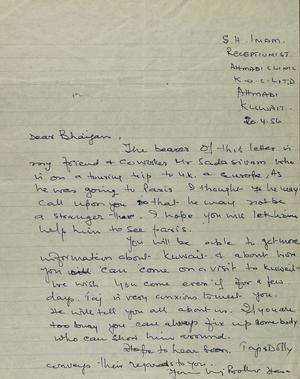 S. H. IMAM.
RECEPTIONIST
AHMADI CLINIC
K.O.C. LTD
AHMADI
KUWAIT.
20.4.56
Dear Bhaijan,
The bearer of this letter is
my friend & coworker Mr Sadasivam who
is on a touring trip to U.K. & Europe. As
he was going to Paris I thought he may
call upon you so that he may not be
a stranger there. I hope you will
help him to see paris.
You will be able to get more
information about Kuwait & about how
you can come on a visit to Kuwait
We wish you come even if for a few
days. Taj is very anxious to meet you.
He will tell you all about us. If you are
too busy you can always fix up somebody
who can show him around.
Hope to hear soon. Taj & Dolly
conveys their regards to you.
Your Brother